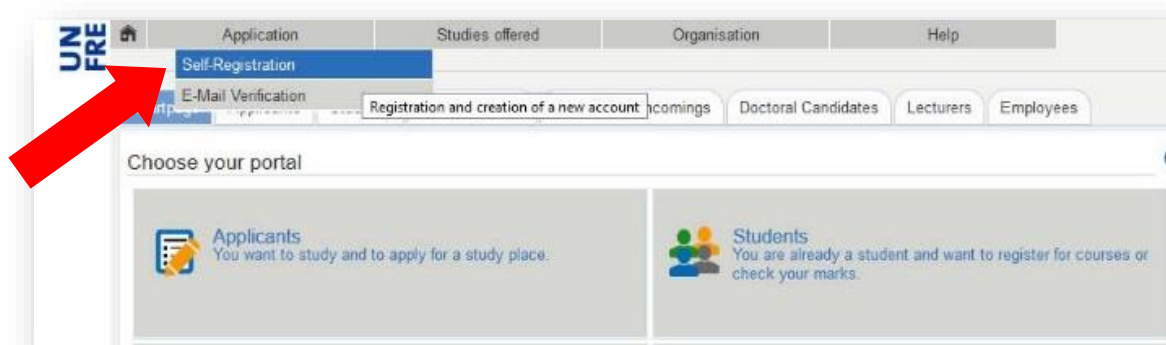 UN
FRE
Application Studies offered Organisation Help
Self-Registration
E-Mail Verification
Registration and creation of a new account
Doctoral Candidates Lecturers Employees
Choose your portal
Applicants
You want to study and to apply for a study place.
Students
You are already a student and want to register for courses or
check your marks.